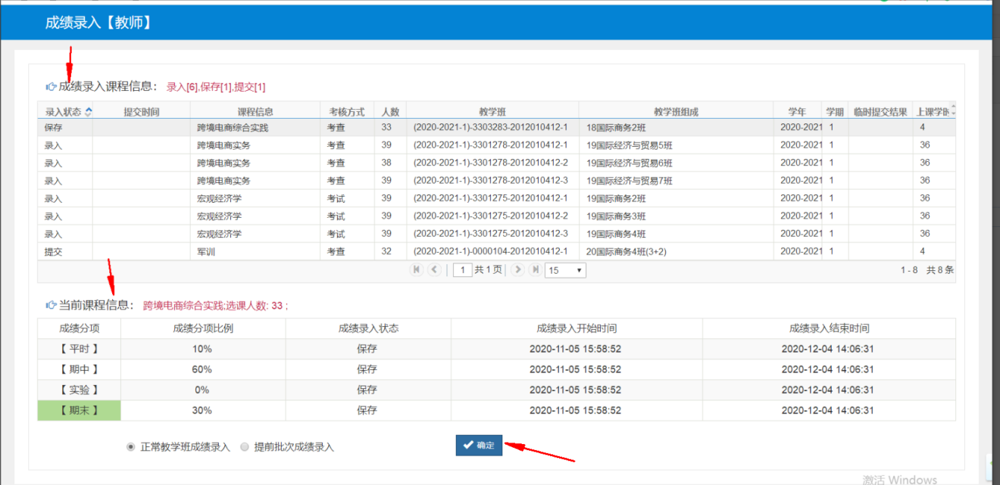 成绩录入【教师】
成绩录入课程信息： 录入[6],保存[1],提交[1]
录入状态 提交时间 课程信息 考核方式 人数 教学班 教学班组成 学年 学期 临时提交结果 上课学时
保存 跨境电商综合实践 考查 33 (2020-2021-1)-3303283-2012010412-1 18国际商务2班 2020-2021 1 4
录入 跨境电商实务 考查 39 (2020-2021-1)-3301278-2012010412-1 19国际经济与贸易5班 2020-2021 1 36
录入 跨境电商实务 考查 38 (2020-2021-1)-3301278-2012010412-2 19国际经济与贸易6班 2020-2021 1 36
录入 跨境电商实务 考查 39 (2020-2021-1)-3301278-2012010412-3 19国际经济与贸易7班 2020-2021 1 36
录入 宏观经济学 考试 39 (2020-2021-1)-3301275-2012010412-1 19国际商务2班 2020-2021 1 36
录入 宏观经济学 考试 39 (2020-2021-1)-3301275-2012010412-2 19国际商务3班 2020-2021 1 36
录入 宏观经济学 考试 39 (2020-2021-1)-3301275-2012010412-3 19国际商务4班 2020-2021 1 36
提交 军训 考查 32 (2020-2021-1)-0000104-2012010412-1 20国际商务4班(3+2) 2020-2021 1 4
1 共1页 15 1 - 8 共 8 条
当前课程信息： 跨境电商综合实践;选课人数: 33 ;
成绩分项 成绩分项比例 成绩录入状态 成绩录入开始时间 成绩录入结束时间
【 平时 】 10% 保存 2020-11-05 15:58:52 2020-12-04 14:06:31
【 期中 】 60% 保存 2020-11-05 15:58:52 2020-12-04 14:06:31
【 实验 】 0% 保存 2020-11-05 15:58:52 2020-12-04 14:06:31
【 期末 】 30% 保存 2020-11-05 15:58:52 2020-12-04 14:06:31
正常教学班成绩录入 提前批次成绩录入 确定
激活 Windows